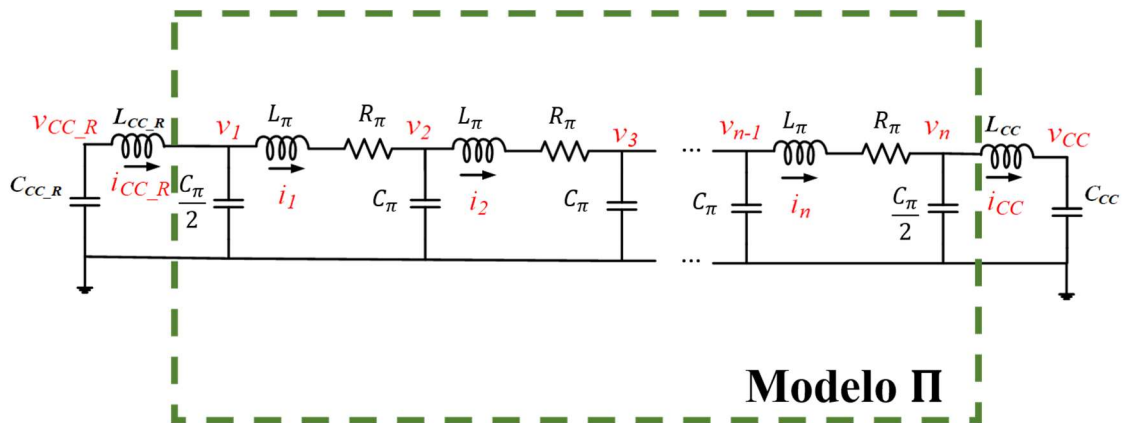 v_CC_R L_CC_R v_1 L_π R_π v_2 L_π R_π v_3 ... v_n-1 L_π R_π v_n L_CC v_CC
C_CC_R i_CC_R C_π/2 i_1 C_π i_2 C_π C_π i_n C_π/2 i_CC C_CC
...
Modelo Π